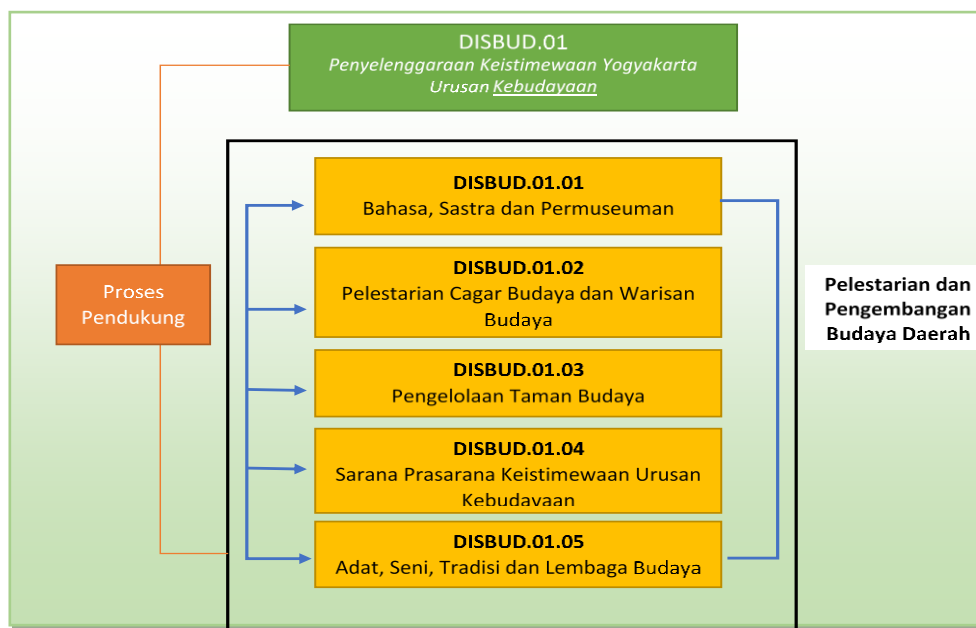 DISBUD.01
Penyelenggaraan Keistimewaan Yogyakarta
Urusan Kebudayaan
DISBUD.01.01
Bahasa, Sastra dan Permuseuman
DISBUD.01.02
Pelestarian Cagar Budaya dan Warisan
Budaya
DISBUD.01.03
Pengelolaan Taman Budaya
DISBUD.01.04
Sarana Prasarana Keistimewaan Urusan
Kebudayaan
DISBUD.01.05
Adat, Seni, Tradisi dan Lembaga Budaya
Proses
Pendukung
Pelestarian dan
Pengembangan
Budaya Daerah